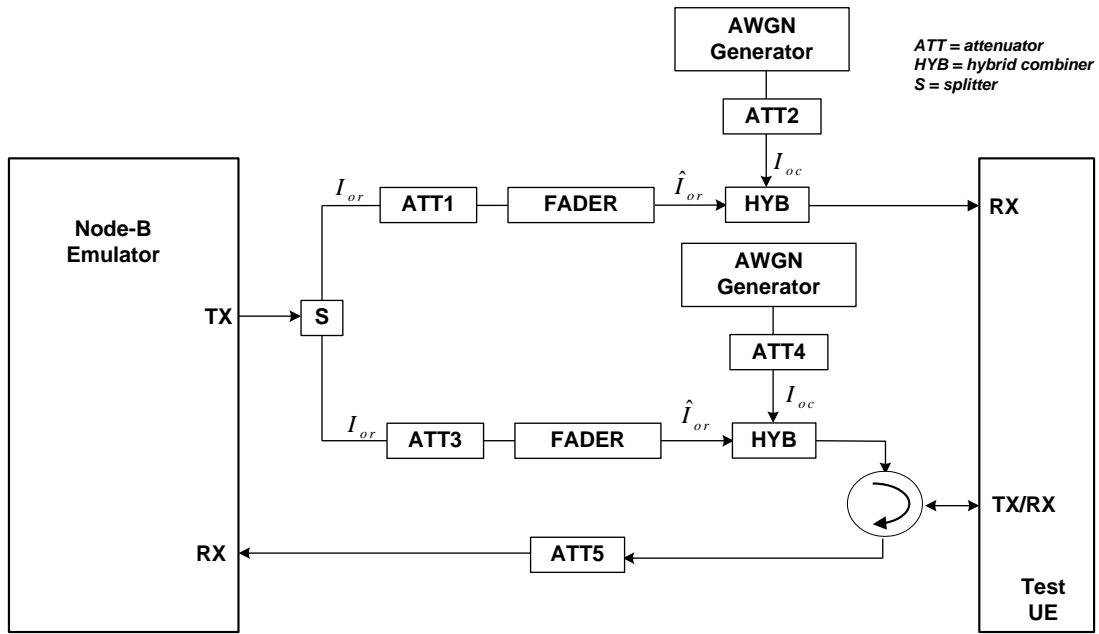 AWGN
Generator
ATT = attenuator
HYB = hybrid combiner
S = splitter
ATT2
I_oc
Node-B
Emulator
I_or
ATT1
FADER
Î_or
HYB
RX
AWGN
Generator
TX
S
ATT4
I_oc
I_or
ATT3
FADER
Î_or
HYB
TX/RX
RX
ATT5
Test
UE